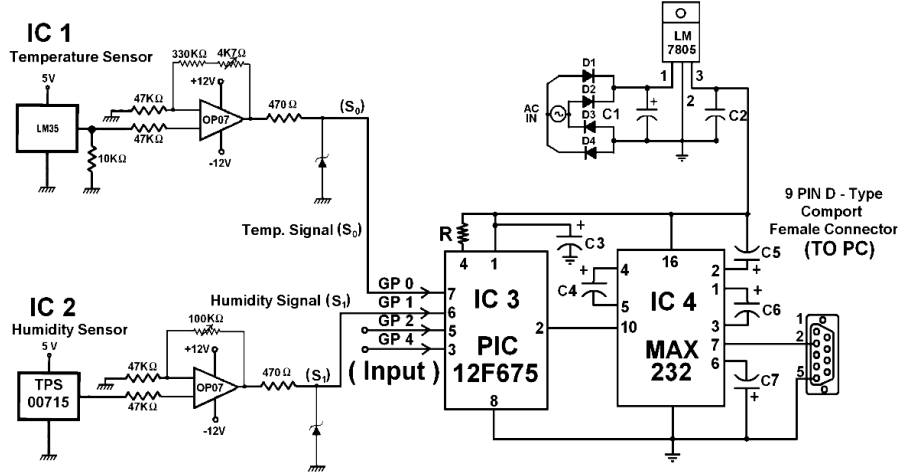 IC 1
Temperature Sensor
5V
LM35
10KΩ
47KΩ
47KΩ
330KΩ
4K7Ω
+12V
OP07
-12V
470Ω
(S0)
Temp. Signal (S0)
LM
7805
1
2
3
AC
IN
D1
D2
D3
D4
C1
C2
9 PIN D - Type
Comport
Female Connector
(TO PC)
IC 2
Humidity Sensor
5 V
TPS
00715
47KΩ
47KΩ
100KΩ
+12V
OP07
-12V
470Ω
(S1)
Humidity Signal (S1)
GP 0
GP 1
GP 2
GP 4
( Input )
R
4
1
7
6
5
3
2
8
IC 3
PIC
12F675
C3
+
C4
+
4
5
10
16
2
1
3
7
6
IC 4
MAX
232
C5
+
C6
+
C7
+
1
2
5
+